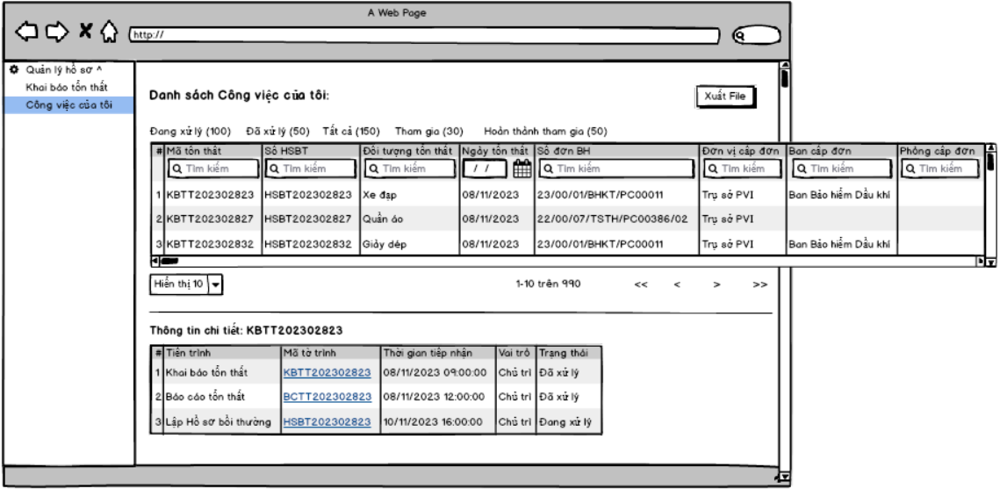 A Web Page
http://
Quản lý hồ sơ ^
Khai báo tổn thất
Công việc của tôi
Danh sách Công việc của tôi:
Xuất File
Đang xử lý (100) Đã xử lý (50) Tất cả (150) Tham gia (30) Hoàn thành tham gia (50)
# Mã tổn thất Số HSBT Đối tượng tổn thất Ngày tổn thất Số đơn BH Đơn vị cấp đơn Ban cấp đơn Phòng cấp đơn
Tìm kiếm Tìm kiếm Tìm kiếm / / Tìm kiếm Tìm kiếm Tìm kiếm Tìm kiếm
1 KBTT202302823 HSBT202302823 Xe đạp 08/11/2023 23/00/01/BHKT/PC00011 Trụ sở PVI Ban Bảo hiểm Dầu khí
2 KBTT202302827 HSBT202302827 Quần áo 08/11/2023 22/00/07/TSTH/PC00386/02 Trụ sở PVI
3 KBTT202302832 HSBT202302832 Giày dép 08/11/2023 23/00/01/BHKT/PC00011 Trụ sở PVI Ban Bảo hiểm Dầu khí
Hiển thị 10 1-10 trên 990 << < > >>
Thông tin chi tiết: KBTT202302823
# Tiến trình Mã tờ trình Thời gian tiếp nhận Vai trò Trạng thái
1 Khai báo tổn thất KBTT202302823 08/11/2023 09:00:00 Chủ trì Đã xử lý
2 Báo cáo tổn thất BCTT202302823 08/11/2023 12:00:00 Chủ trì Đã xử lý
3 Lập Hồ sơ bồi thường HSBT202302823 10/11/2023 16:00:00 Chủ trì Đang xử lý